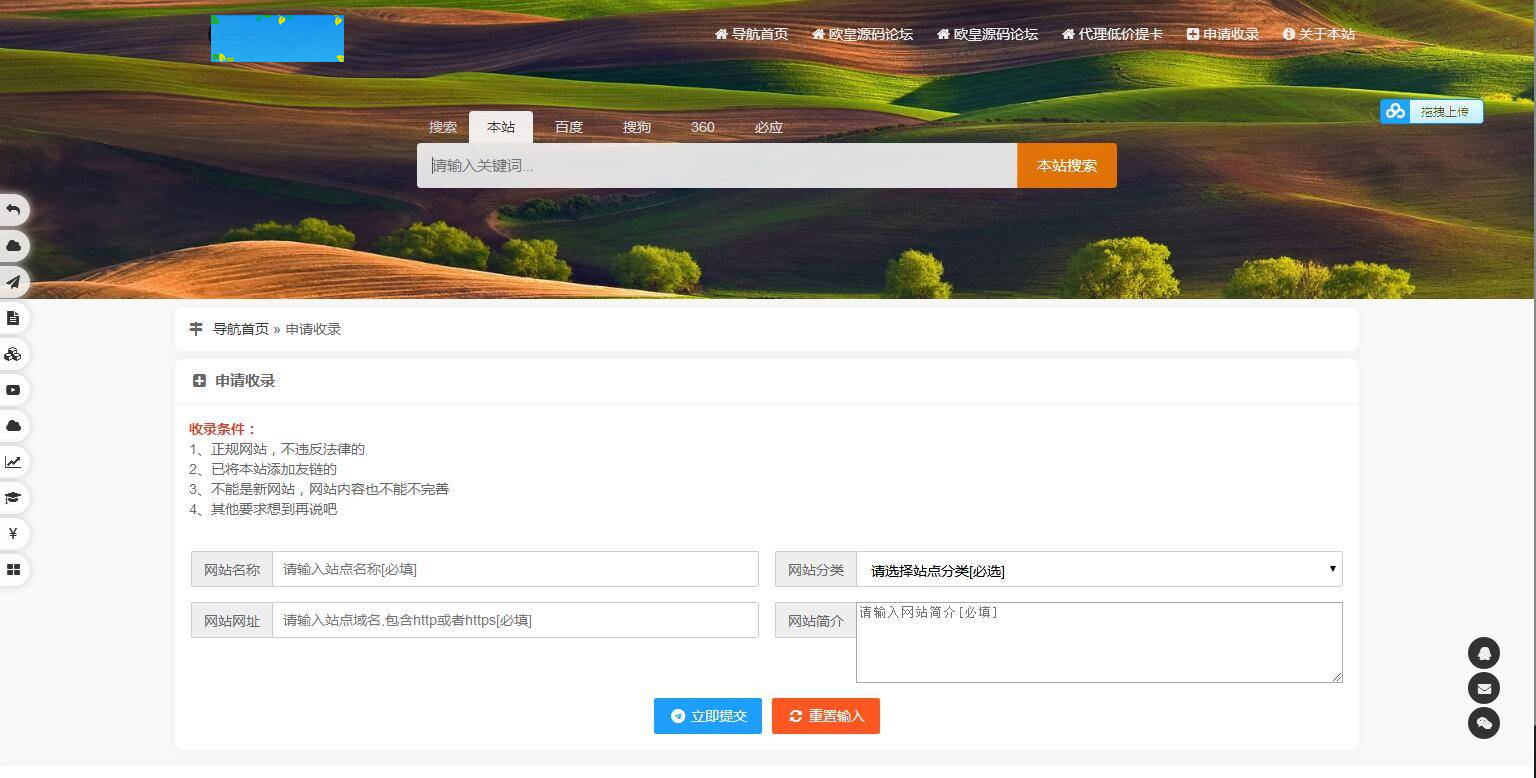 导航首页 欧皇源码论坛 欧皇源码论坛 代理低价提卡 申请收录 关于本站
拖拽上传
搜索 本站 百度 搜狗 360 必应
请输入关键词... 本站搜索
导航首页 » 申请收录
申请收录
收录条件：
1、正规网站，不违反法律的
2、已将本站添加友链的
3、不能是新网站，网站内容也不能不完善
4、其他要求想到再说吧
网站名称 请输入站点名称[必填] 网站分类 请选择站点分类[必选]
网站网址 请输入站点域名,包含http或者https[必填] 网站简介 请输入网站简介[必填]
立即提交 重置输入